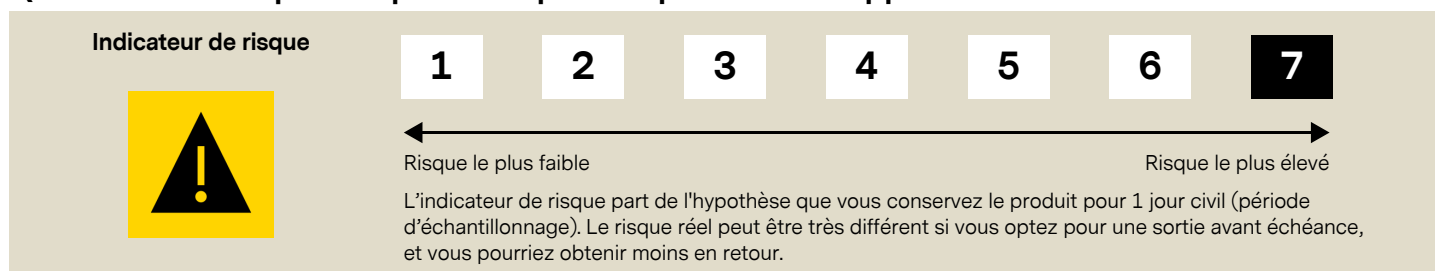 Indicateur de risque
1 2 3 4 5 6 7
Risque le plus faible Risque le plus élevé
L’indicateur de risque part de l'hypothèse que vous conservez le produit pour 1 jour civil (période
d’échantillonnage). Le risque réel peut être très différent si vous optez pour une sortie avant échéance,
et vous pourriez obtenir moins en retour.